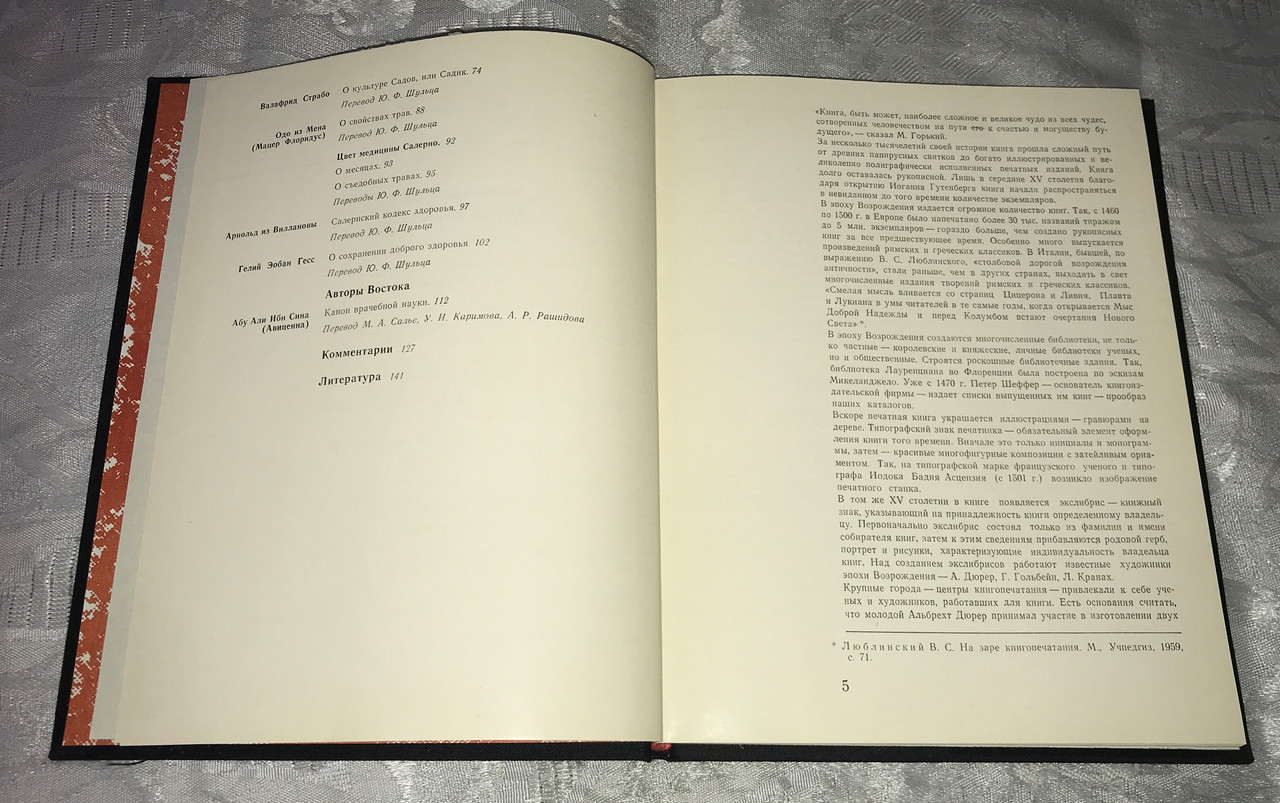 Валафрид Страбо
О культуре Садов, или Садик. 74
Перевод Ю. Ф. Шульца
Одо из Мена
(Мацер Флоридус)
О свойствах трав. 88
Перевод Ю. Ф. Шульца
Цвет медицины Салерно. 92
О месяцах. 93
О съедобных травах. 95
Переводы Ю. Ф. Шульца
Арнольд из Виллановы
Салернский кодекс здоровья. 97
Перевод Ю. Ф. Шульца
Гелий Эобан Гесс
О сохранении доброго здоровья 102
Перевод Ю. Ф. Шульца
Авторы Востока
Абу Али Ибн Сина
(Авиценна)
Канон врачебной науки. 112
Перевод М. А. Салье, У. И. Каримова, А. Р. Рашидова
Комментарии 127
Литература 141
«Книга, быть может, наиболее сложное и великое чудо из всех чудес,
сотворенных человечеством на пути его к счастью и могуществу бу-
дущего», — сказал М. Горький.
За несколько тысячелетий своей истории книга прошла сложный путь
от древних папирусных свитков до богато иллюстрированных и ве-
ликолепно полиграфически исполненных печатных изданий. Книга
долго оставалась рукописной. Лишь в середине XV столетия благо-
даря открытию Иоганна Гутенберга книги начали распространяться
в невиданном до того времени количестве экземпляров.
В эпоху Возрождения издается огромное количество книг. Так, с 1460
по 1500 г. в Европе было напечатано более 30 тыс. названий тиражом
до 5 млн. экземпляров — гораздо больше, чем создано рукописных
книг за все предшествующее время. Особенно много выпускается
произведений римских и греческих классиков. В Италии, бывшей, по
выражению В. С. Люблинского, «столбовой дорогой возрождения
античности», стали раньше, чем в других странах, выходить в свет
многочисленные издания творений римских и греческих классиков.
«Смелая мысль вливается со страниц Цицерона и Ливия, Плавта
и Лукиана в умы читателей в те самые годы, когда открывается Мыс
Доброй Надежды и перед Колумбом встают очертания Нового
Света» *.
В эпоху Возрождения создаются многочисленные библиотеки, не толь-
ко частные — королевские и княжеские, личные библиотеки ученых,
но и общественные. Строятся роскошные библиотечные здания. Так,
библиотека Лауренциана во Флоренции была построена по эскизам
Микеланджело. Уже с 1470 г. Петер Шеффер — основатель книгоиз-
дательской фирмы — издает списки выпущенных им книг — прообраз
наших каталогов.
Вскоре печатная книга украшается иллюстрациями — гравюрами на
дереве. Типографский знак печатника — обязательный элемент оформ-
ления книги того времени. Вначале это только инициалы и монограм-
мы, затем — красивые многофигурные композиции с затейливым орна-
ментом. Так, на типографской марке французского ученого и типо-
графа Иодока Бадия Асцензия (с 1501 г.) возникло изображение
печатного станка.
В том же XV столетии в книге появляется экслибрис — книжный
знак, указывающий на принадлежность книги определенному владель-
цу. Первоначально экслибрис состоял только из фамилии и имени
собирателя книг, затем к этим сведениям прибавляются родовой герб,
портрет и рисунки, характеризующие индивидуальность владельца
книг. Над созданием экслибрисов работают известные художники
эпохи Возрождения — А. Дюрер, Г. Гольбейн, Л. Кранах.
Крупные города — центры книгопечатания — привлекали к себе уче-
ных и художников, работавших для книги. Есть основания считать,
что молодой Альбрехт Дюрер принимал участие в изготовлении двух
* Люблинский В. С. На заре книгопечатания. М., Учпедгиз, 1959,
с. 71.
5